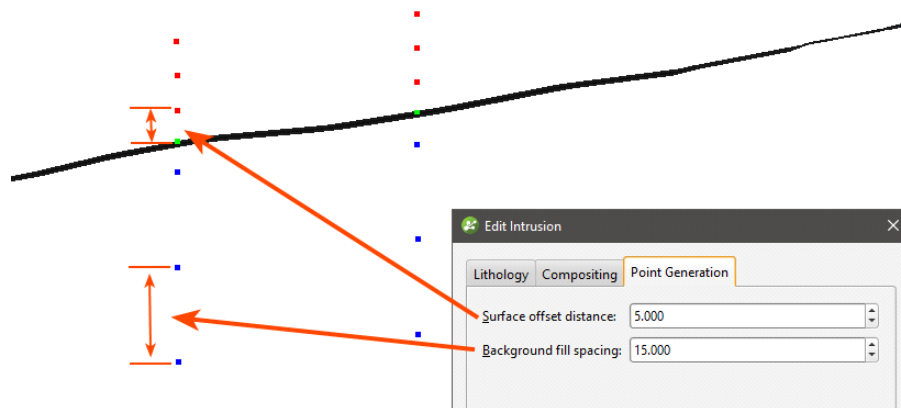 Edit Intrusion
Lithology Compositing Point Generation
Surface offset distance: 5.000
Background fill spacing: 15.000